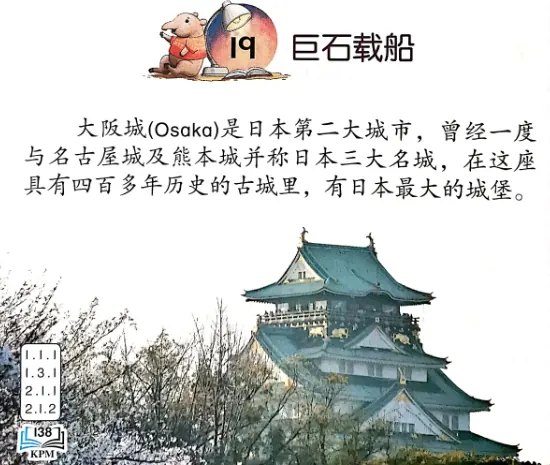 19 巨石载船
大阪城(Osaka)是日本第二大城市，曾经一度
与名古屋城及熊本城并称日本三大名城，在这座
具有四百多年历史的古城里，有日本最大的城堡。
1.1.1
1.3.1
2.1.1
2.1.2
138
KPM